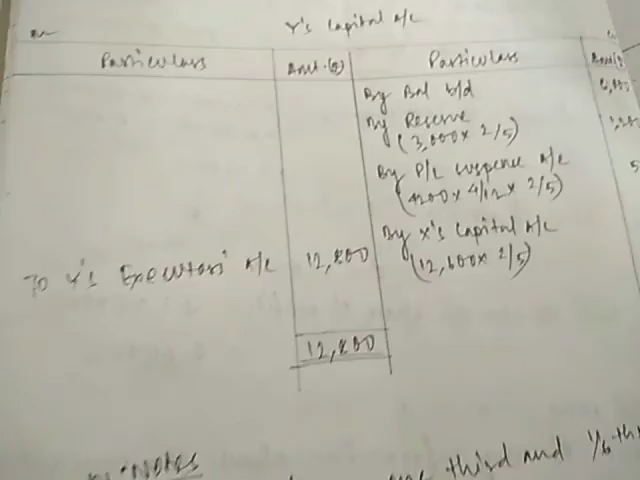 Y's Capital A/c
Particulars Amt.(₹) Particulars
By Bal b/d
By Reserve
(3,000 x 2/5)
By P/L suspense A/c
(4200 x 4/12 x 2/5)
By X's Capital A/c
To Y's Executors' A/c 12,800 (12,600 x 2/5)
12,800
Notes
third and 1/6th